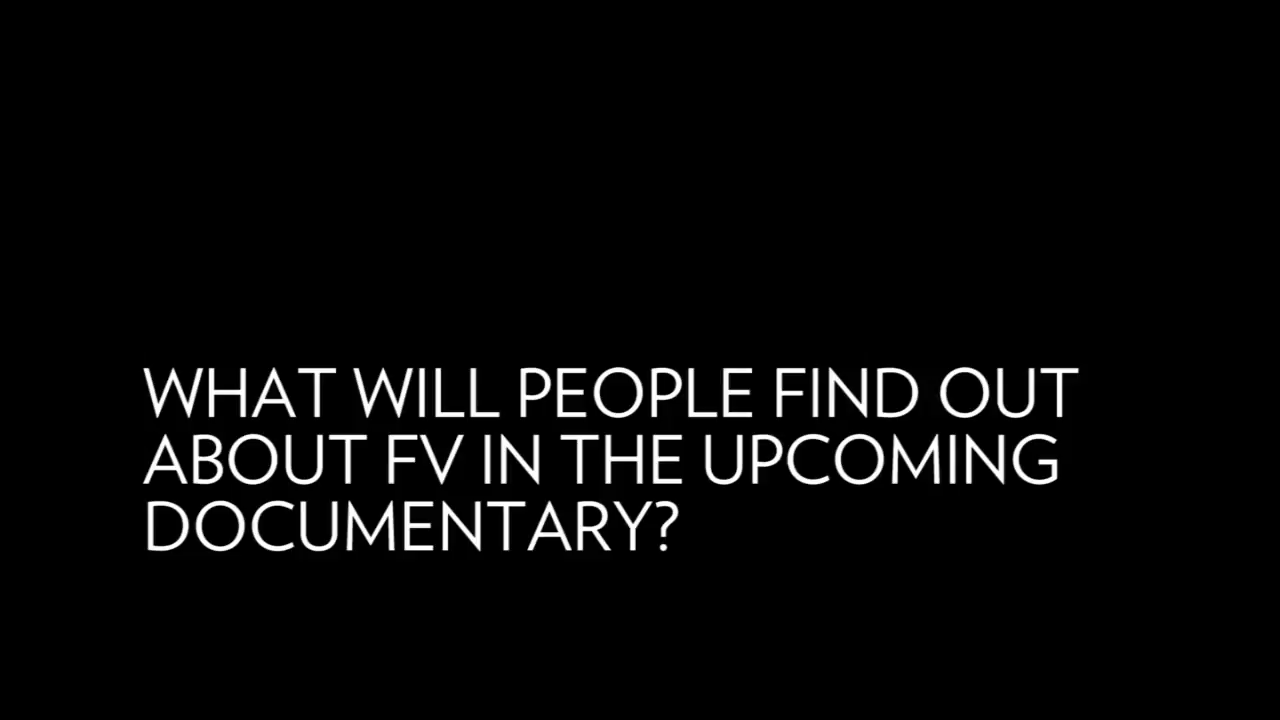 WHAT WILL PEOPLE FIND OUT
ABOUT FV IN THE UPCOMING
DOCUMENTARY?